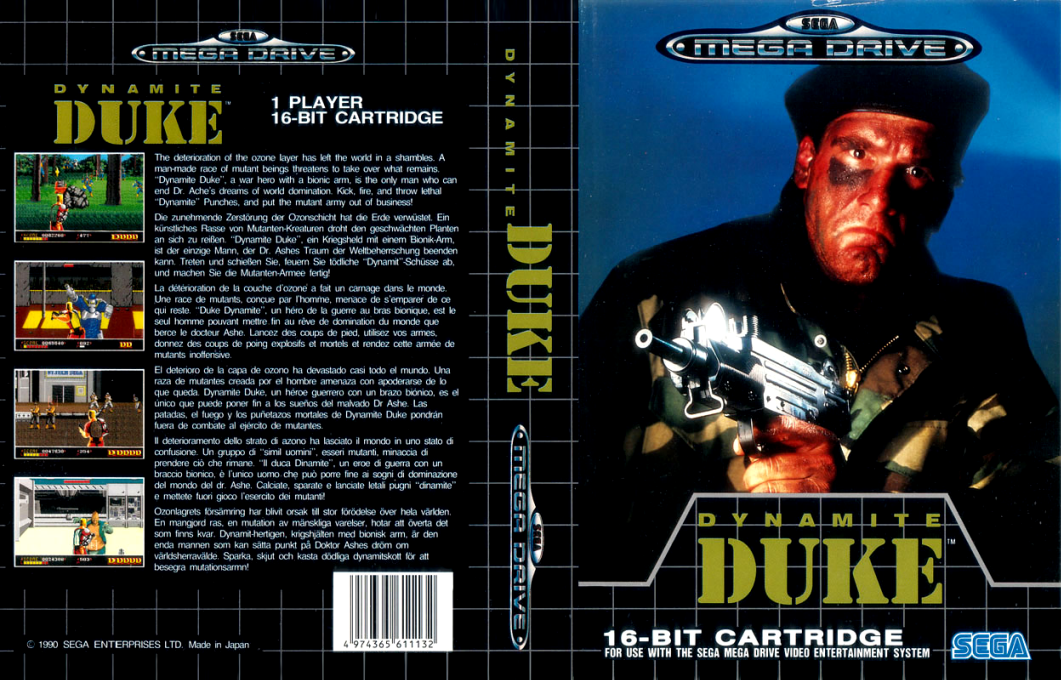 SEGA
MEGA DRIVE
DYNAMITE
DUKE™
1 PLAYER
16-BIT CARTRIDGE
The deterioration of the ozone layer has left the world in a shambles. A
man-made race of mutant beings threatens to take over what remains.
“Dynamite Duke”, a war hero with a bionic arm, is the only man who can
end Dr. Ache's dreams of world domination. Kick, fire, and throw lethal
“Dynamite” Punches, and put the mutant army out of business!
Die zunehmende Zerstörung der Ozonschicht hat die Erde verwüstet. Ein
künstliches Rasse von Mutanten-Kreaturen droht den geschwächten Planten
an sich zu reißen. “Dynamite Duke”, ein Kriegsheld mit einem Bionik-Arm,
ist der einzige Mann, der Dr. Ashes Traum der Weltbeherrschung beenden
kann. Treten und schießen Sie, feuern Sie tödliche “Dynamit”-Schüsse ab,
und machen Sie die Mutanten-Armee fertig!
La détérioration de la couche d'ozone a fait un carnage dans le monde.
Une race de mutants, conçue par l'homme, menace de s'emparer de ce
qui reste. “Duke Dynamite”, un héro de la guerre au bras bionique, est le
seul homme pouvant mettre fin au rêve de domination du monde que
berce le docteur Ashe. Lancez des coups de pied, utilisez vos armes,
donnez des coups de poing explosifs et mortels et rendez cette armée de
mutants inoffensive.
El deterioro de la capa de ozono ha devastado casi todo el mundo. Una
raza de mutantes creada por el hombre amenaza con apoderarse de lo
que queda. Dynamite Duke, un héroe guerrero con un brazo biónico, es el
único que puede poner fin a los sueños del malvado Dr Ashe. Las
patadas, el fuego y los puñetazos mortales de Dynamite Duke pondrán
fuera de combate al ejército de mutantes.
Il deterioramento dello strato di azono ha lasciato il mondo in uno stato di
confusione. Un gruppo di “simil uomini”, esseri mutanti, minaccia di
prendere ciò che rimane. “Il duca Dinamite”, un eroe di guerra con un
braccio bionico, è l'unico uomo che può porre fine ai sogni di dominazione
del mondo del dr. Ashe. Calciate, sparate e lanciate letali pugni “dinamite”
e mettete fuori gioco l'esercito dei mutanti!
Ozonlagrets försämring har blivit orsak till stor förödelse över hela världen.
En mangjord ras, en mutation av mänskliga varelser, hotar att överta det
som finns kvar. Dynamit-hertigen, krigshjälten med bionisk arm, är den
enda mannen som kan sätta punkt på Doktor Ashes dröm om
världsherravälde. Sparka, skjut och kasta dödliga dynamitskott för att
besegra mutationsarmn!
4 974365 611132
© 1990 SEGA ENTERPRISES LTD. Made in Japan
DYNAMITE
DUKE
SEGA
MEGA DRIVE
SEGA
MEGA DRIVE
DYNAMITE
DUKE™
16-BIT CARTRIDGE
FOR USE WITH THE SEGA MEGA DRIVE VIDEO ENTERTAINMENT SYSTEM
SEGA